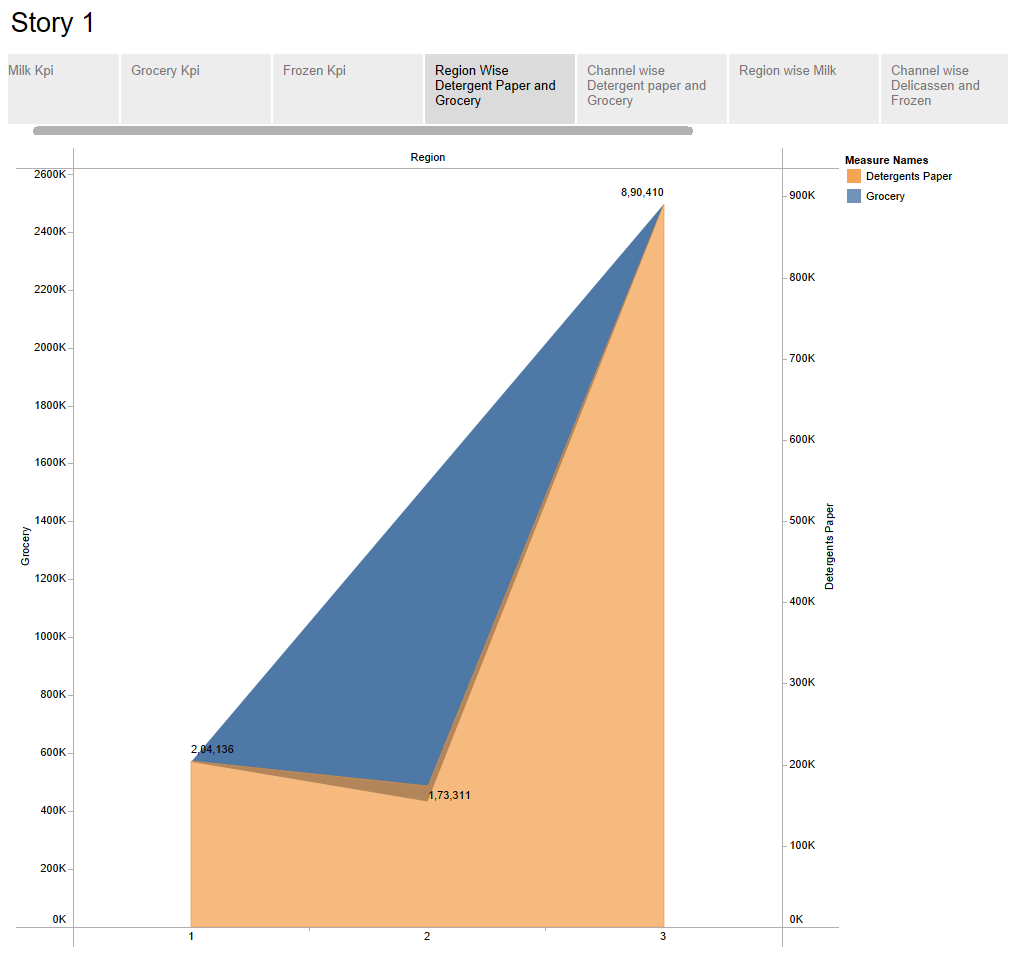 Story 1
Milk Kpi
Grocery Kpi
Frozen Kpi
Region Wise
Detergent Paper and
Grocery
Channel wise
Detergent paper and
Grocery
Region wise Milk
Channel wise
Delicassen and
Frozen
Region
Measure Names
Detergents Paper
Grocery
2600K
2400K
2200K
2000K
1800K
1600K
1400K
1200K
1000K
800K
600K
400K
200K
0K
Grocery
8,90,410
2,04,136
1,73,311
900K
800K
700K
600K
500K
400K
300K
200K
100K
0K
Detergents Paper
1
2
3